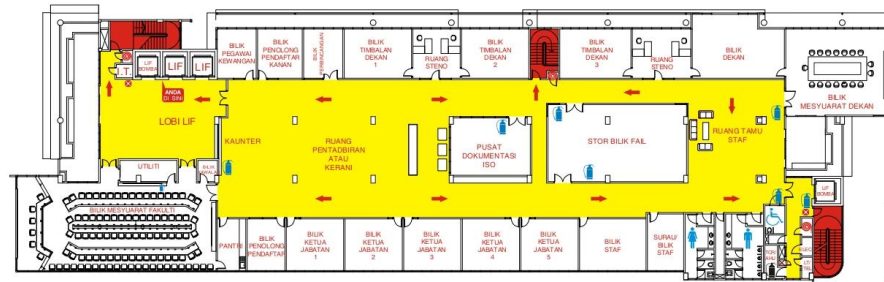 BILIK
PEGAWAI
KEWANGAN
BILIK
PENOLONG
PENDAFTAR
KANAN
BILIK
PERBINCANGAN
BILIK
TIMBALAN
DEKAN
1
RUANG
STENO
BILIK
TIMBALAN
DEKAN
2
BILIK
TIMBALAN
DEKAN
3
RUANG
STENO
BILIK
DEKAN
BILIK
MESYUARAT DEKAN
I.T.
LIF
BOMBA
LIF
LIF
ANDA
DI SINI
LOBI LIF
KAUNTER
RUANG
PENTADBIRAN
ATAU
KERANI
PUSAT
DOKUMENTASI
ISO
STOR BILIK FAIL
RUANG TAMU
STAF
UTILITI
BILIK MESYUARAT FAKULTI
LIF
BOMBA
PANTRI
BILIK
PENOLONG
PENDAFTAR
BILIK
KETUA
JABATAN
1
BILIK
KETUA
JABATAN
2
BILIK
KETUA
JABATAN
3
BILIK
KETUA
JABATAN
4
BILIK
KETUA
JABATAN
5
BILIK
STAF
SURAU/
BILIK
STAF